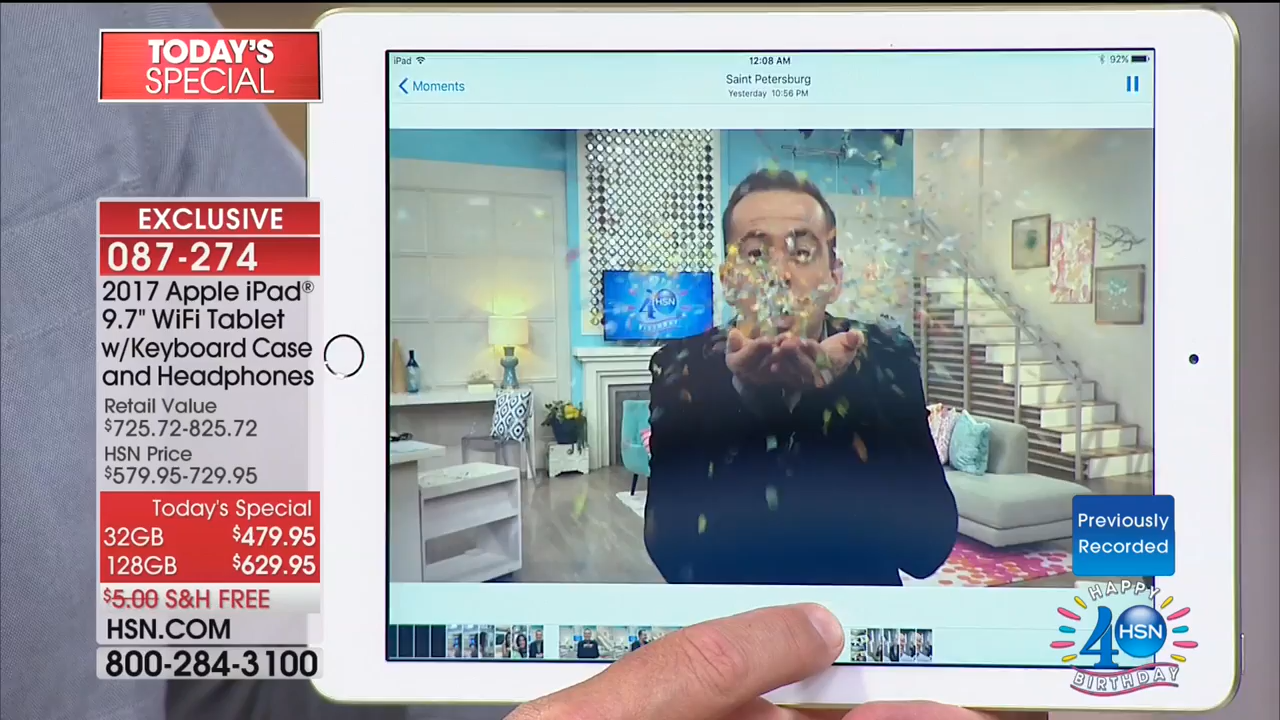 TODAY'S
SPECIAL
EXCLUSIVE
087-274
2017 Apple iPad®
9.7" WiFi Tablet
w/Keyboard Case
and Headphones
Retail Value
$725.72-825.72
HSN Price
$579.95-729.95
Today's Special
32GB $479.95
128GB $629.95
$5.00 S&H FREE
HSN.COM
800-284-3100
iPad
12:08 AM
92%
Moments
Saint Petersburg
Yesterday 10:56 PM
40 HSN
BIRTHDAY
Previously
Recorded
HAPPY
40 HSN
BIRTHDAY